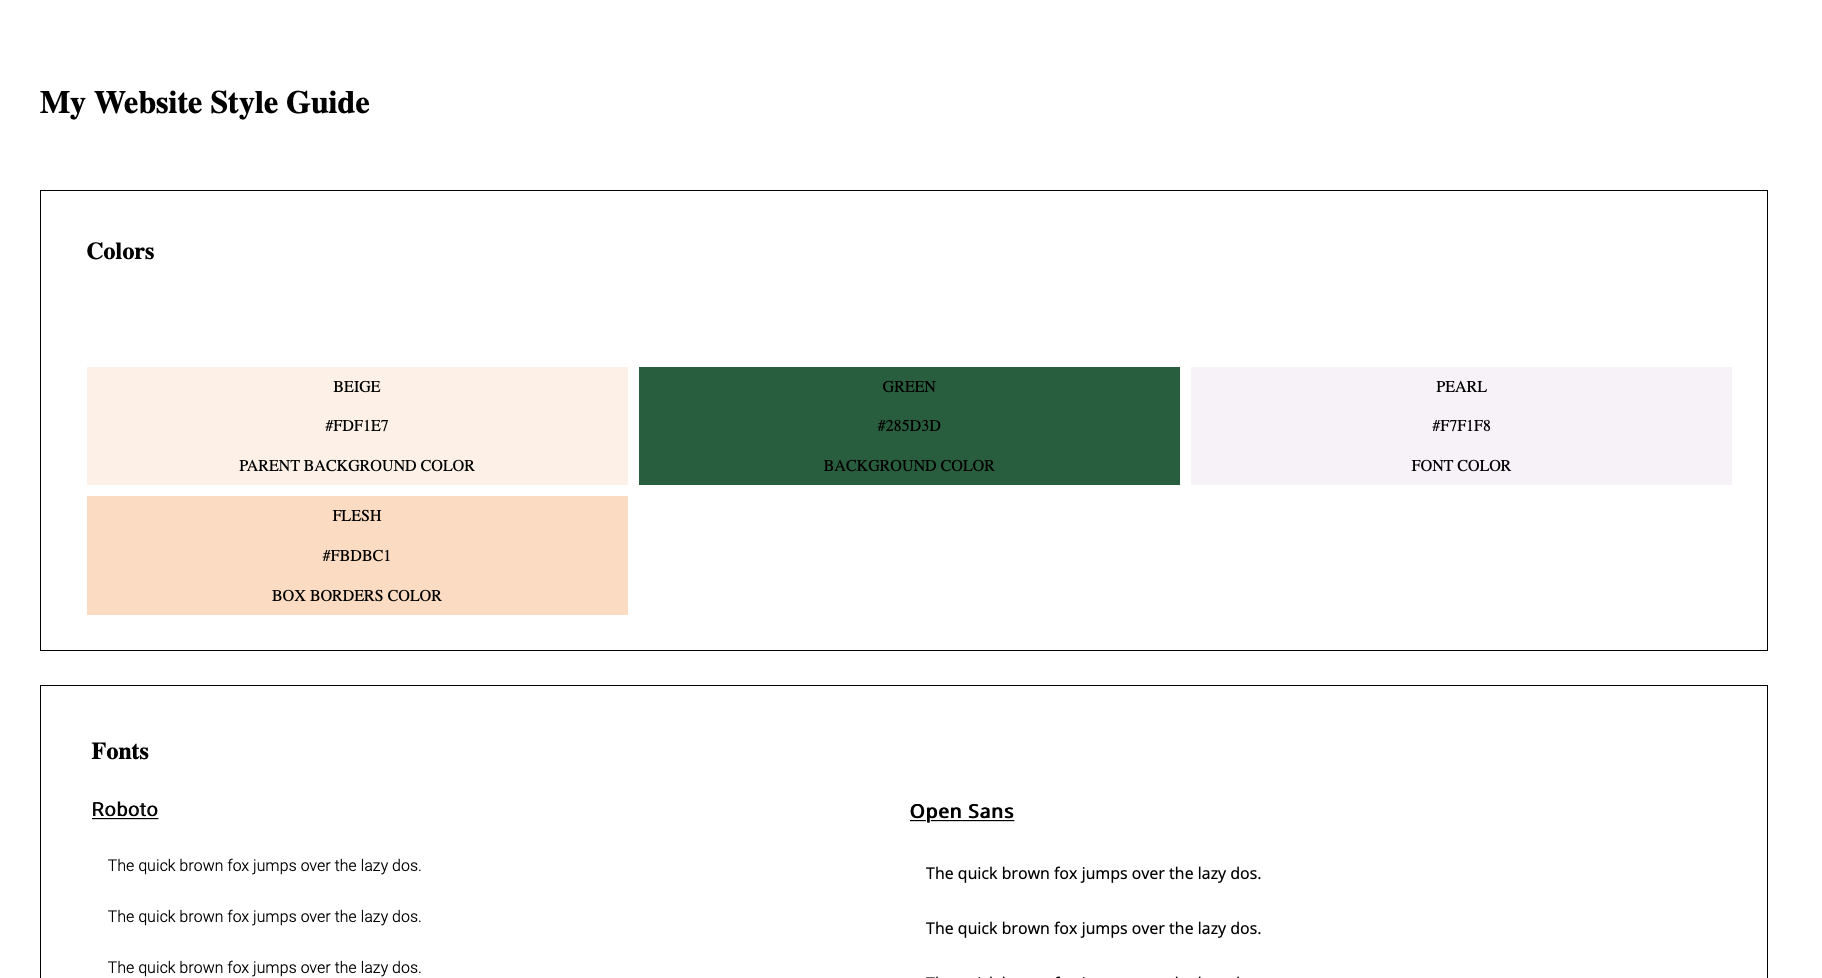 My Website Style Guide
Colors
BEIGE
#FDF1E7
PARENT BACKGROUND COLOR
GREEN
#285D3D
BACKGROUND COLOR
PEARL
#F7F1F8
FONT COLOR
FLESH
#FBDBC1
BOX BORDERS COLOR
Fonts
Roboto
The quick brown fox jumps over the lazy dos.
The quick brown fox jumps over the lazy dos.
The quick brown fox jumps over the lazy dos.
Open Sans
The quick brown fox jumps over the lazy dos.
The quick brown fox jumps over the lazy dos.